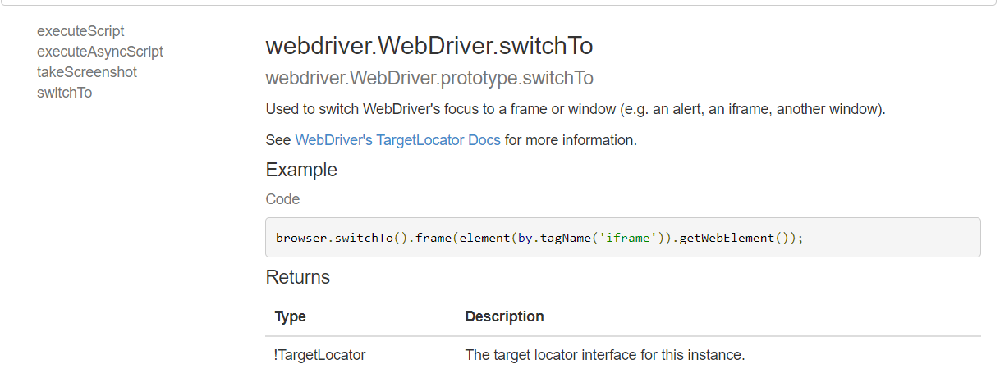 executeScript
executeAsyncScript
takeScreenshot
switchTo
webdriver.WebDriver.switchTo
webdriver.WebDriver.prototype.switchTo
Used to switch WebDriver's focus to a frame or window (e.g. an alert, an iframe, another window).
See WebDriver's TargetLocator Docs for more information.
Example
Code
browser.switchTo().frame(element(by.tagName('iframe')).getWebElement());
Returns
Type Description
!TargetLocator The target locator interface for this instance.